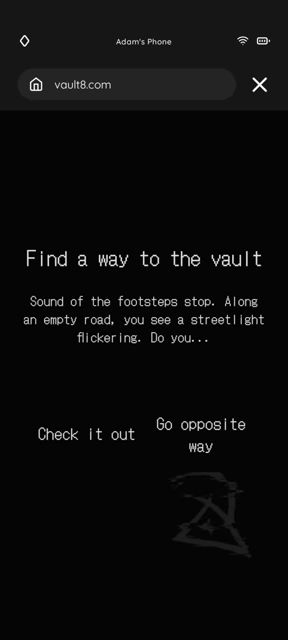 Adam's Phone
vault8.com
Find a way to the vault
Sound of the footsteps stop. Along
an empty road, you see a streetlight
flickering. Do you...
Check it out
Go opposite
way